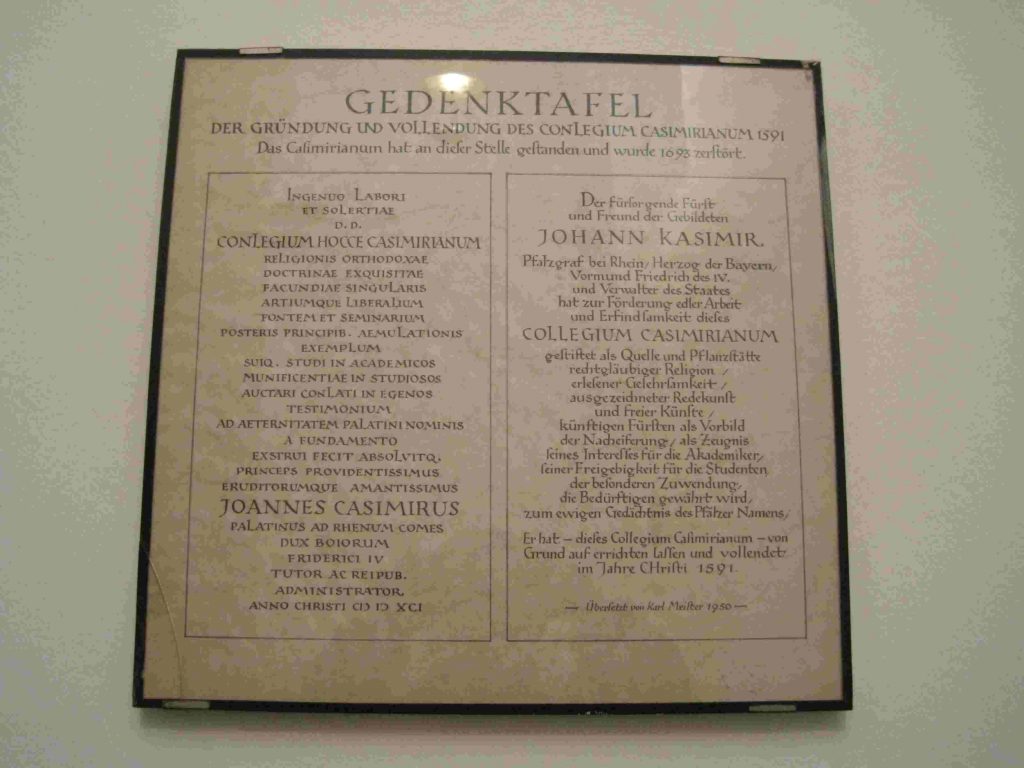 GEDENKTAFEL
DER GRÜNDUNG UND VOLLENDUNG DES CONLEGIUM CASIMIRIANUM 1591
Das Casimirianum hat an dieser Stelle gestanden und wurde 1693 zerstört.
INGENUO LABORI
ET SOLERTIAE
D. D.
CONLEGIUM HOCCE CASIMIRIANUM
RELIGIONIS ORTHODOXAE
DOCTRINAE EXQUISITAE
FACUNDIAE SINGULARIS
ARTIUMQUE LIBERALIUM
FONTEM ET SEMINARIUM
POSTERIS PRINCIPIB. AEMULATIONIS
EXEMPLUM
SUIQ. STUDI IN ACADEMICOS
MUNIFICENTIAE IN STUDIOSOS
AUCTARI CONLATI IN EGENOS
TESTIMONIUM
AD AETERNITATEM PALATINI NOMINIS
A FUNDAMENTO
EXSTRUI FECIT ABSOLVITQ.
PRINCEPS PROVIDENTISSIMUS
ERUDITORUMQUE AMANTISSIMUS
JOANNES CASIMIRUS
PALATINUS AD RHENUM COMES
DUX BOIORUM
FRIDERICI IV
TUTOR AC REIPUB.
ADMINISTRATOR.
ANNO CHRISTI CIↃ IↃ XCI
Der fürsorgende Fürst
und Freund der Gebildeten
JOHANN KASIMIR.
Pfalzgraf bei Rhein/ Herzog der Bayern/
Vormund Friedrich des IV.
und Verwalter des Staates
hat zur Förderung edler Arbeit
und Erfindsamkeit dieses
COLLEGIUM CASIMIRIANUM
gestiftet als Quelle und Pflanzstätte
rechtgläubiger Religion /
erlesener Gelehrsamkeit /
ausgezeichneter Redekunst
und freier Künste /
künftigen Fürsten als Vorbild
der Nacheiferung/ als Zeugnis
seines Interesses für die Akademiker/
seiner Freigebigkeit für die Studenten
der besonderen Zuwendung/
die Bedürftigen gewährt wird/
zum ewigen Gedächtnis des Pfälzer Namens/
Er hat – dieses Collegium Casimirianum – von
Grund auf errichten lassen und vollendet
im Jahre CHristi 1591.
— Übersetzt von Karl Meister 1950 —